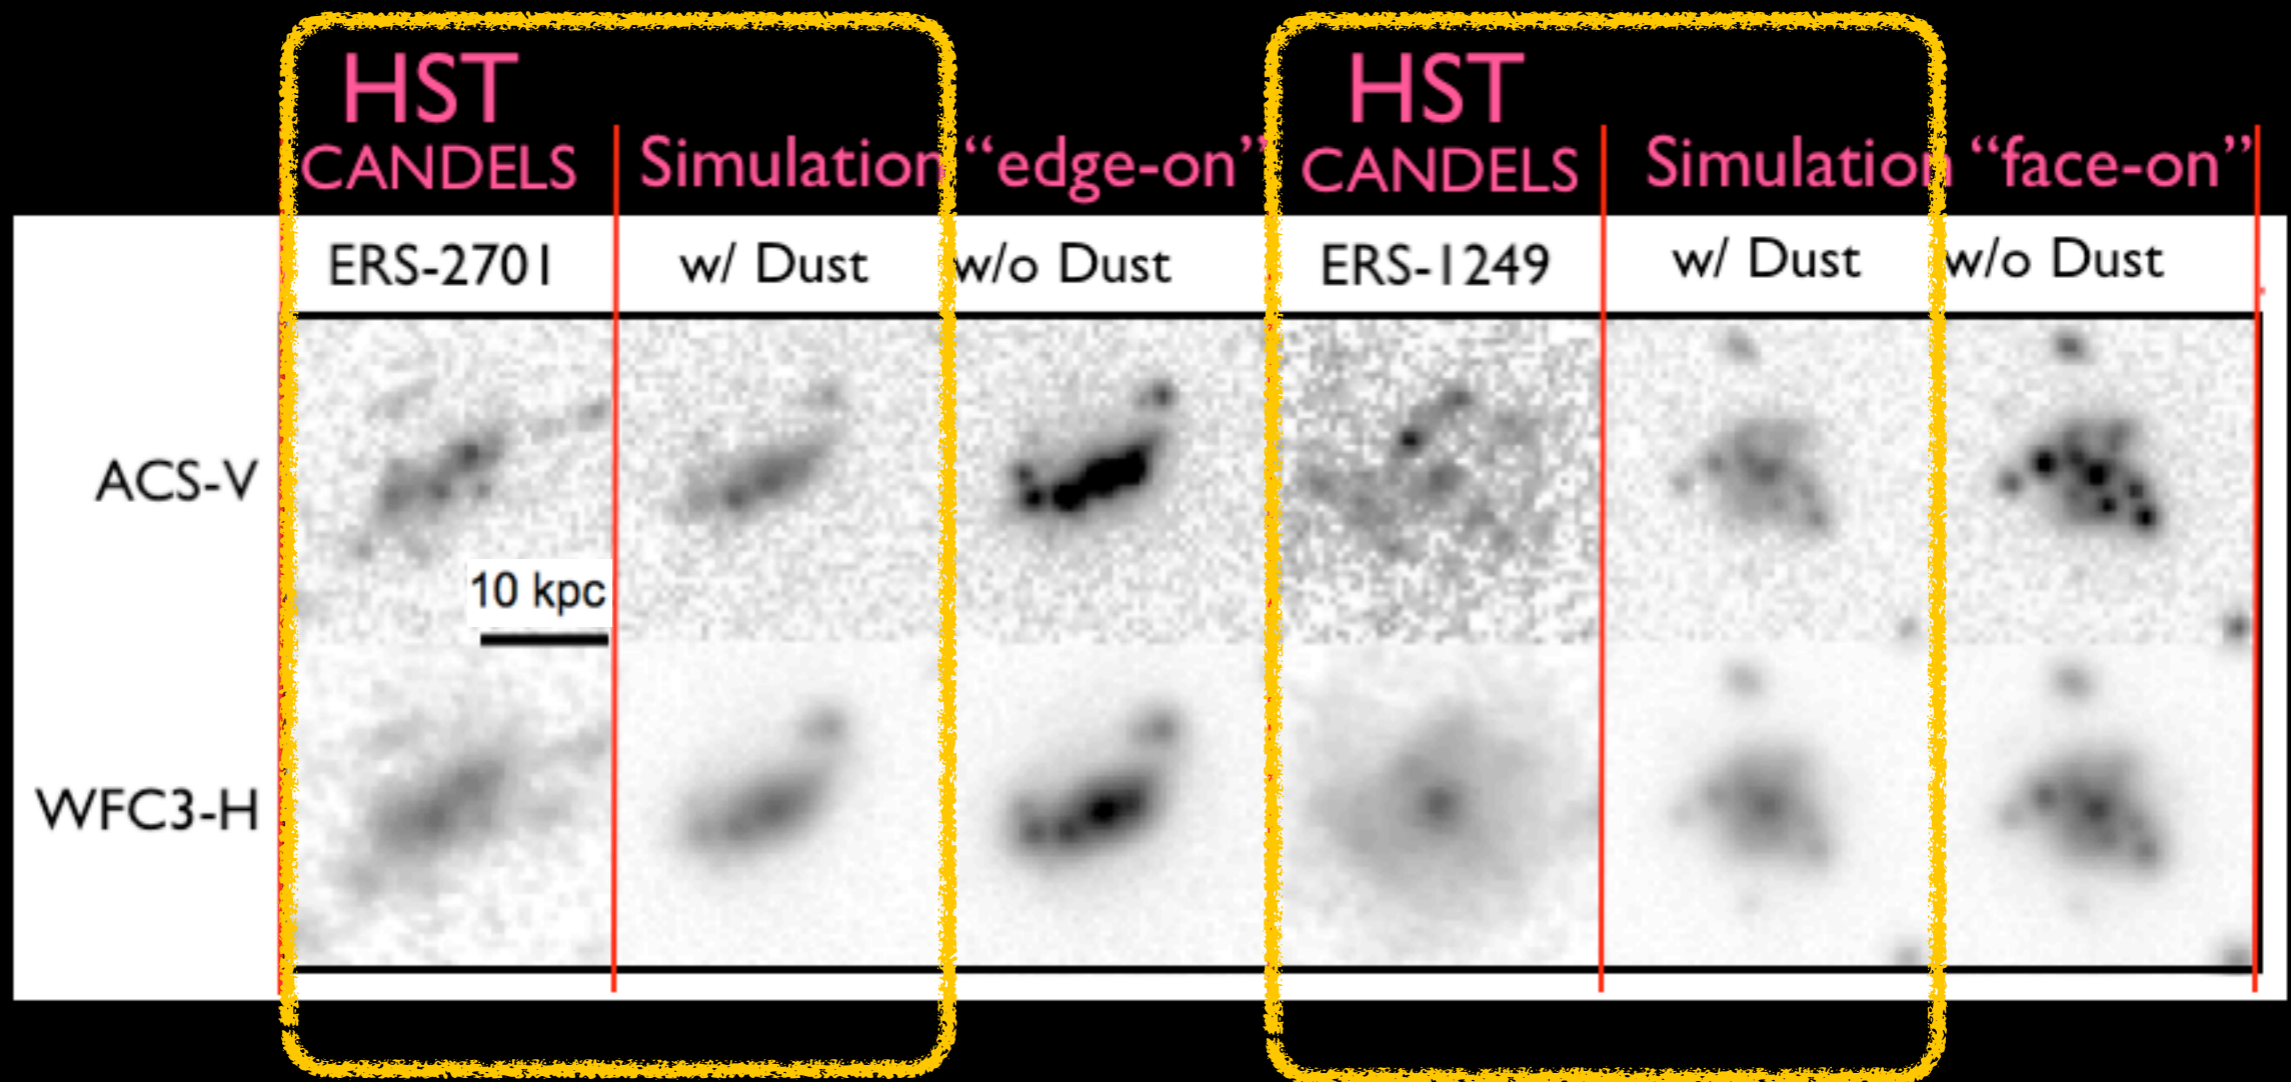 HST
CANDELS
Simulation “edge-on”
HST
CANDELS
Simulation “face-on”
ERS-2701
w/ Dust
w/o Dust
ERS-1249
w/ Dust
w/o Dust
ACS-V
10 kpc
WFC3-H